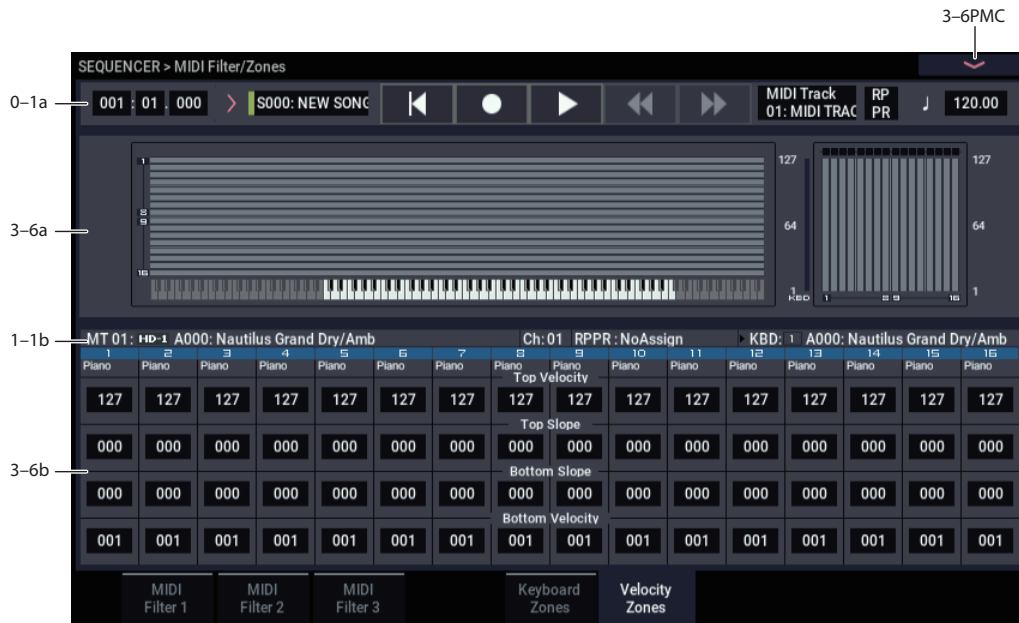 3–6PMC
SEQUENCER > MIDI Filter/Zones
0–1a
001 : 01 . 000
S000: NEW SONG
MIDI Track
01: MIDI TRAC
RP
PR
♩ 120.00
3–6a
1
8
9
16
127
64
1
KBD
1 8 9 16
127
64
1
1–1b
MT 01: HD-1 A000: Nautilus Grand Dry/Amb Ch: 01 RPPR : NoAssign KBD: 1 A000: Nautilus Grand Dry/Amb
1 2 3 4 5 6 7 8 9 10 11 12 13 14 15 16
Piano Piano Piano Piano Piano Piano Piano Piano Piano Piano Piano Piano Piano Piano Piano Piano
Top Velocity
127 127 127 127 127 127 127 127 127 127 127 127 127 127 127 127
Top Slope
000 000 000 000 000 000 000 000 000 000 000 000 000 000 000 000
3–6b
Bottom Slope
000 000 000 000 000 000 000 000 000 000 000 000 000 000 000 000
Bottom Velocity
001 001 001 001 001 001 001 001 001 001 001 001 001 001 001 001
MIDI
Filter 1
MIDI
Filter 2
MIDI
Filter 3
Keyboard
Zones
Velocity
Zones